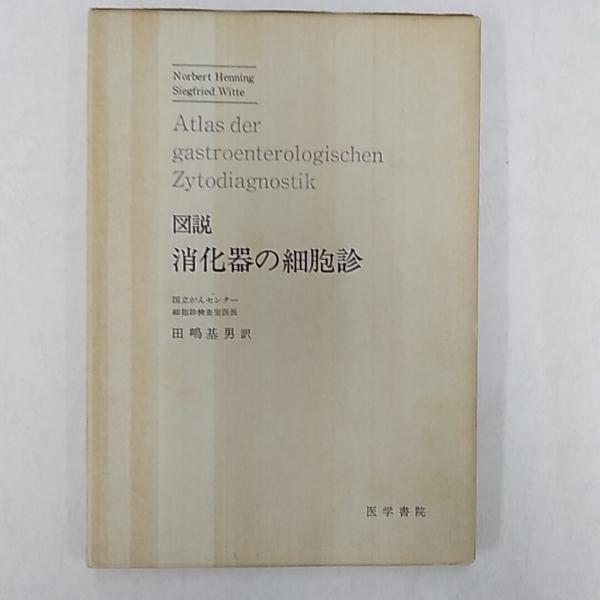 Norbert Henning
Siegfried Witte
Atlas der
gastroenterologischen
Zytodiagnostik
図説
消化器の細胞診
国立がんセンター
細胞診検査室医長
田嶋基男訳
医学書院